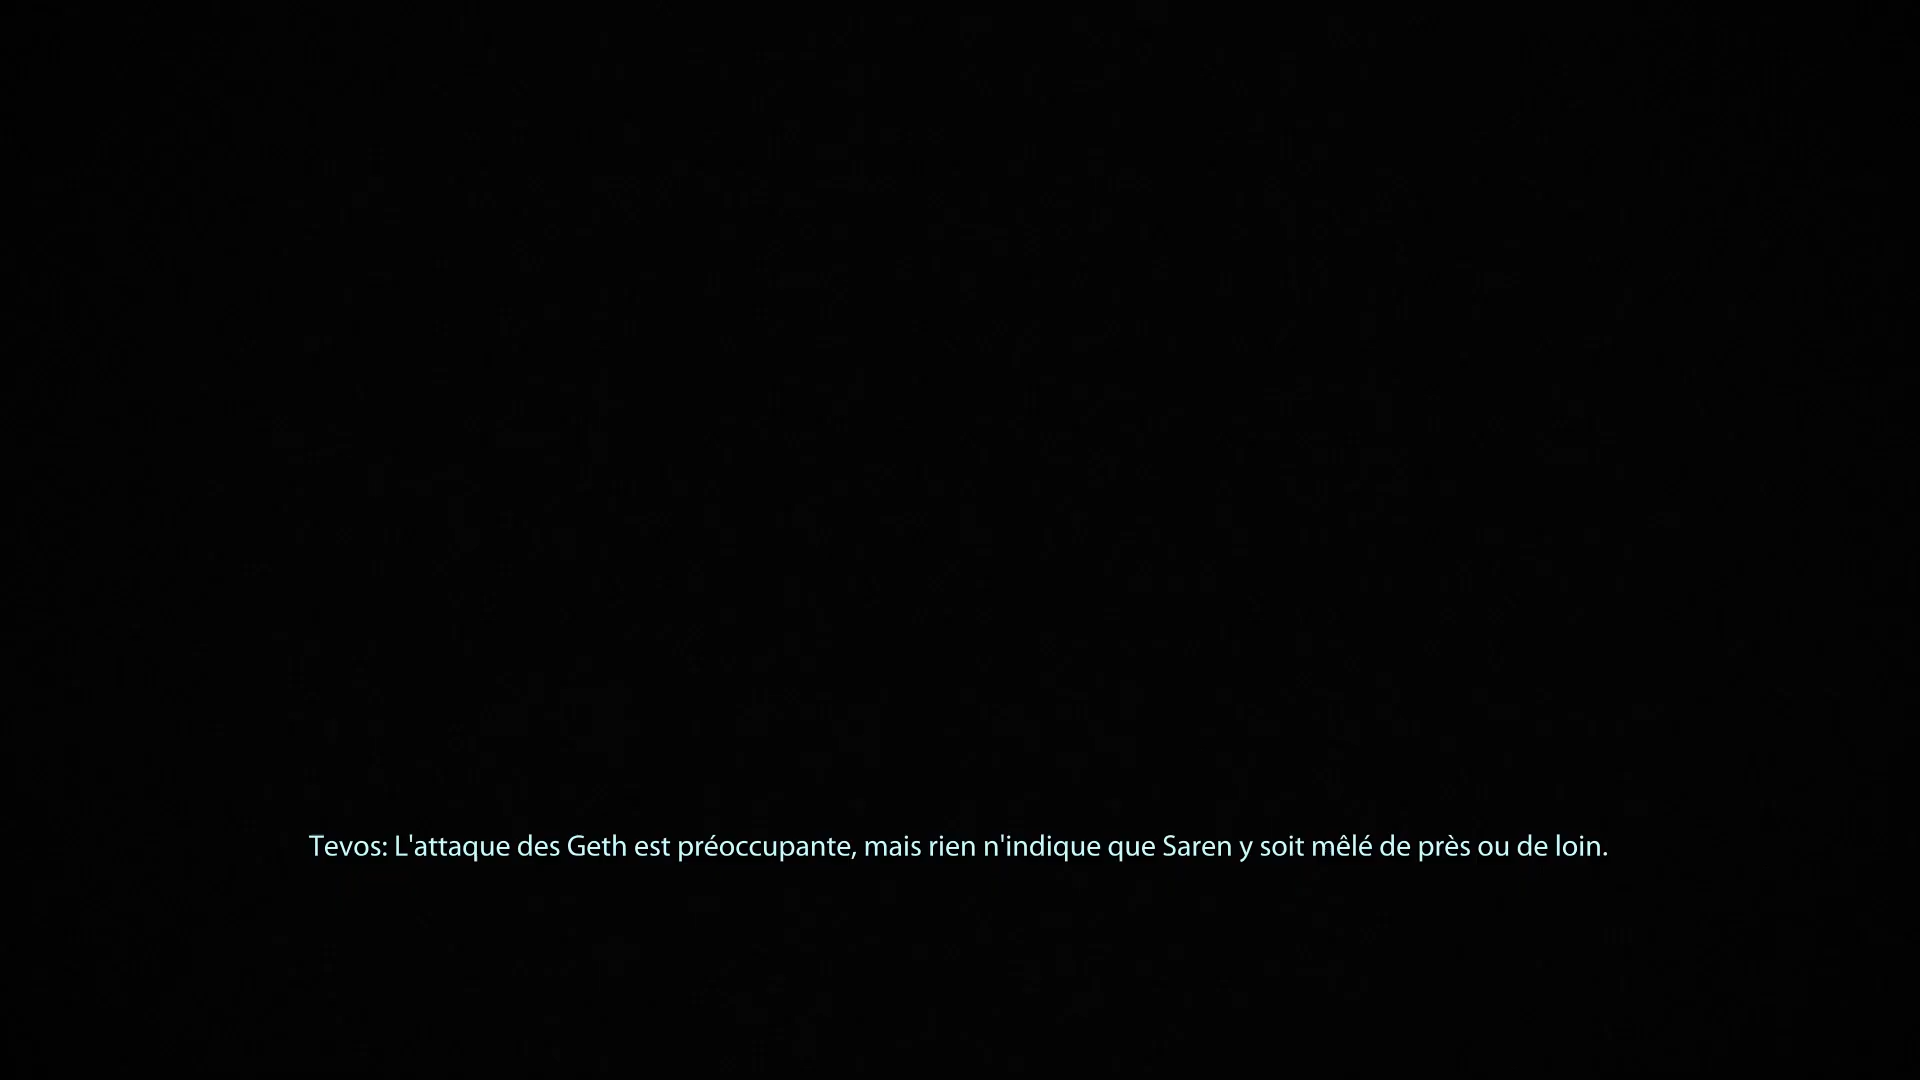 Tevos: L'attaque des Geth est préoccupante, mais rien n'indique que Saren y soit mêlé de près ou de loin.